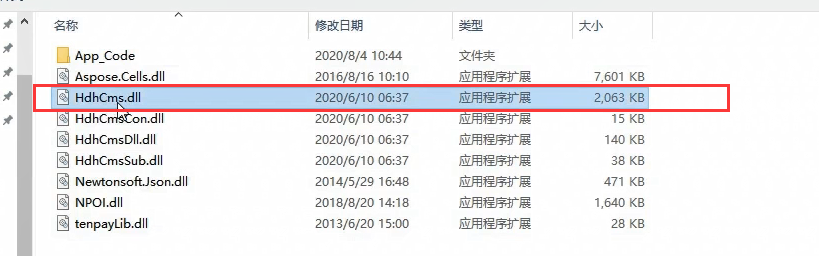 名称 修改日期 类型 大小
App_Code 2020/8/4 10:44 文件夹
Aspose.Cells.dll 2016/8/16 10:10 应用程序扩展 7,601 KB
HdhCms.dll 2020/6/10 06:37 应用程序扩展 2,063 KB
HdhCmsCon.dll 2020/6/10 06:37 应用程序扩展 15 KB
HdhCmsDll.dll 2020/6/10 06:37 应用程序扩展 140 KB
HdhCmsSub.dll 2020/6/10 06:37 应用程序扩展 38 KB
Newtonsoft.Json.dll 2014/5/29 16:48 应用程序扩展 471 KB
NPOI.dll 2018/8/20 14:18 应用程序扩展 1,640 KB
tenpayLib.dll 2013/6/20 15:00 应用程序扩展 28 KB